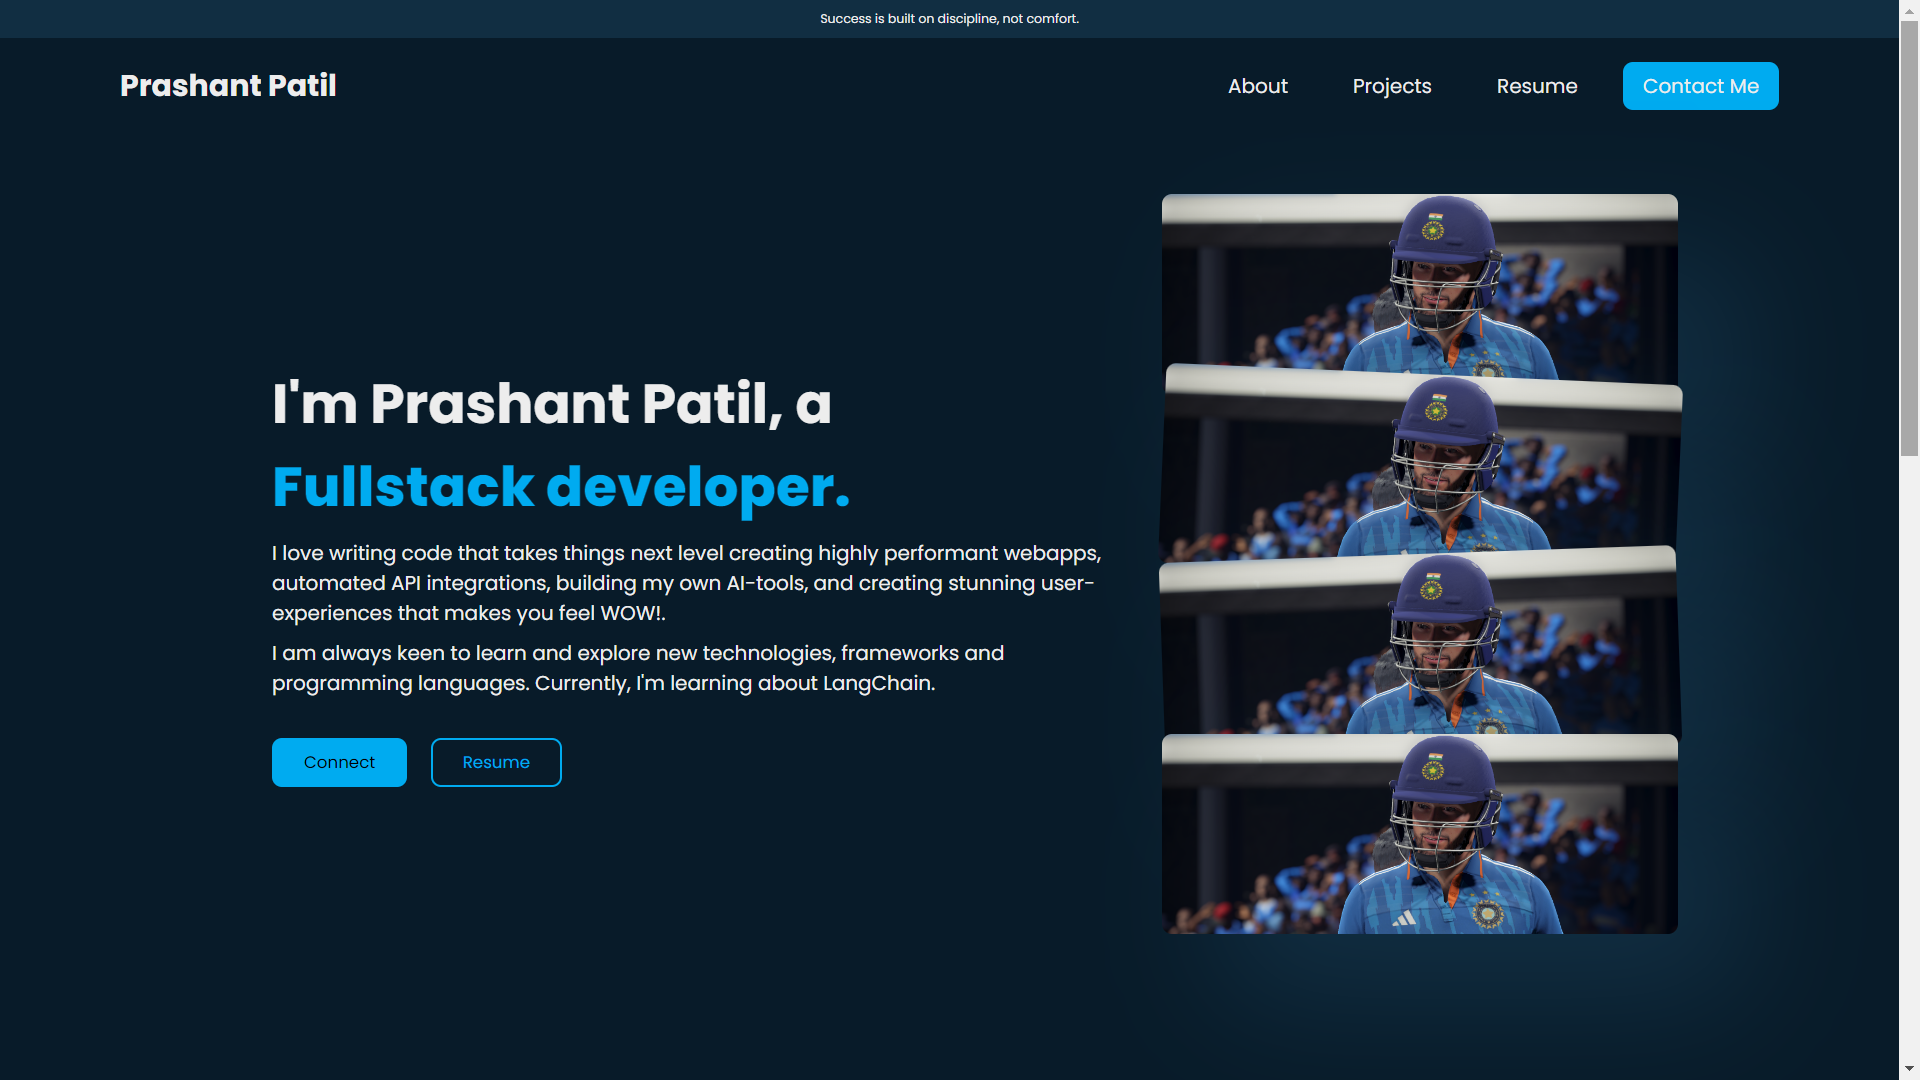 Success is built on discipline, not comfort.
Prashant Patil
About
Projects
Resume
Contact Me
I'm Prashant Patil, a
Fullstack developer.
I love writing code that takes things next level creating highly performant webapps,
automated API integrations, building my own AI-tools, and creating stunning user-
experiences that makes you feel WOW!.
I am always keen to learn and explore new technologies, frameworks and
programming languages. Currently, I'm learning about LangChain.
Connect
Resume